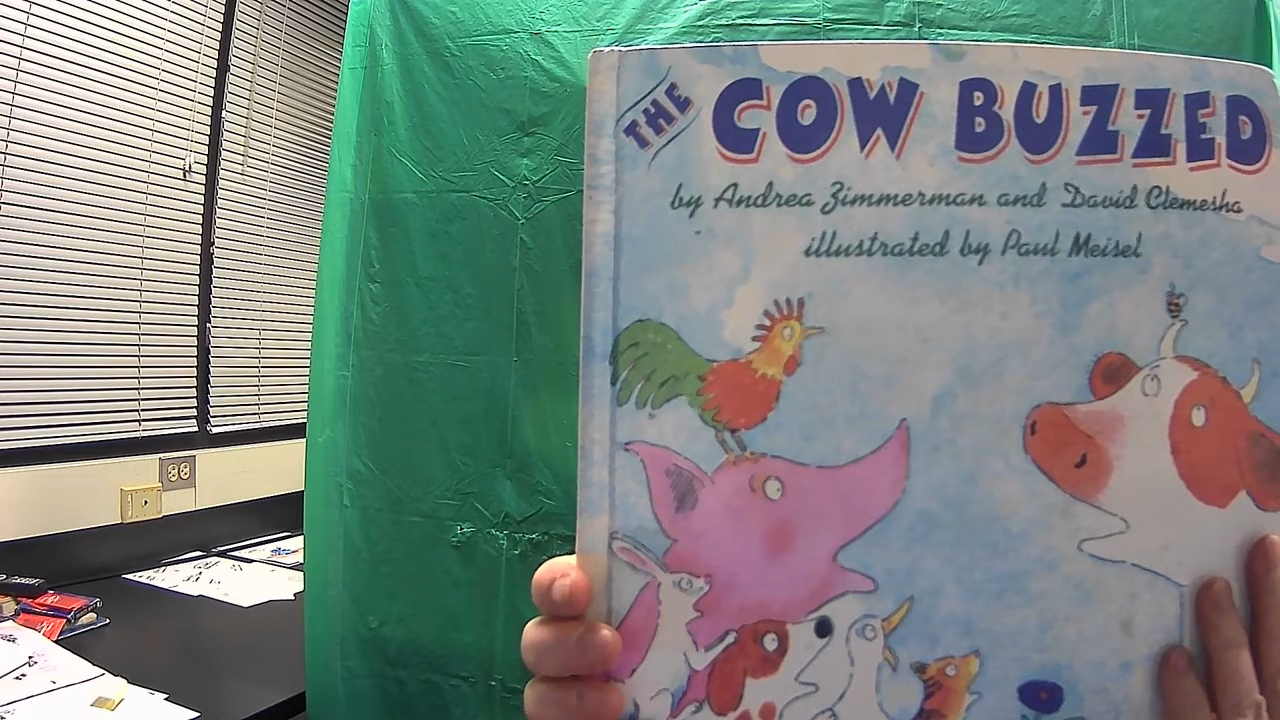 THE COW BUZZED
by Andrea Zimmerman and David Clemesha
illustrated by Paul Meisel